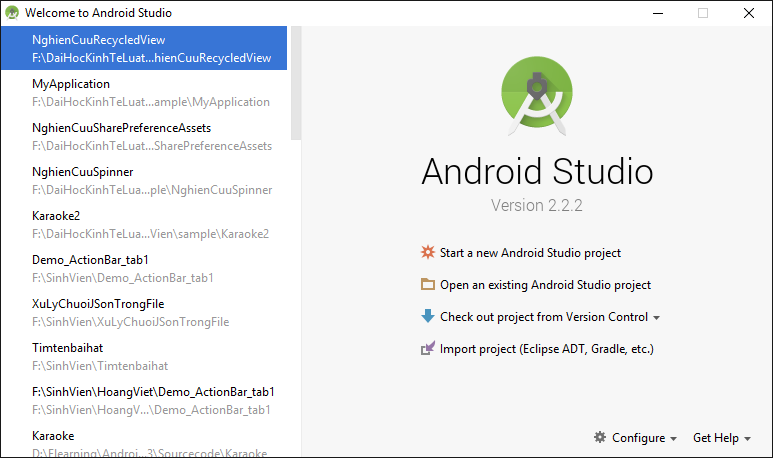 Welcome to Android Studio
NghienCuuRecycledView
F:\DaiHocKinhTeLuat...hienCuuRecycledView
MyApplication
F:\DaiHocKinhTeLuat...ample\MyApplication
NghienCuuSharePreferenceAssets
F:\DaiHocKinhTeLuat...SharePreferenceAssets
NghienCuuSpinner
F:\DaiHocKinhTeLua...ple\NghienCuuSpinner
Karaoke2
F:\DaiHocKinhTeLua...Vien\sample\Karaoke2
Demo_ActionBar_tab1
F:\SinhVien\Demo_ActionBar_tab1
XuLyChuoiJSonTrongFile
F:\SinhVien\XuLyChuoiJSonTrongFile
Timtenbaihat
F:\SinhVien\Timtenbaihat
F:\SinhVien\HoangViet\Demo_ActionBar_tab1
F:\SinhVien\HoangV...\Demo_ActionBar_tab1
Karaoke
D:\Elearning\Androi...3\Sourcecode\Karaoke
Android Studio
Version 2.2.2
Start a new Android Studio project
Open an existing Android Studio project
Check out project from Version Control
Import project (Eclipse ADT, Gradle, etc.)
Configure
Get Help